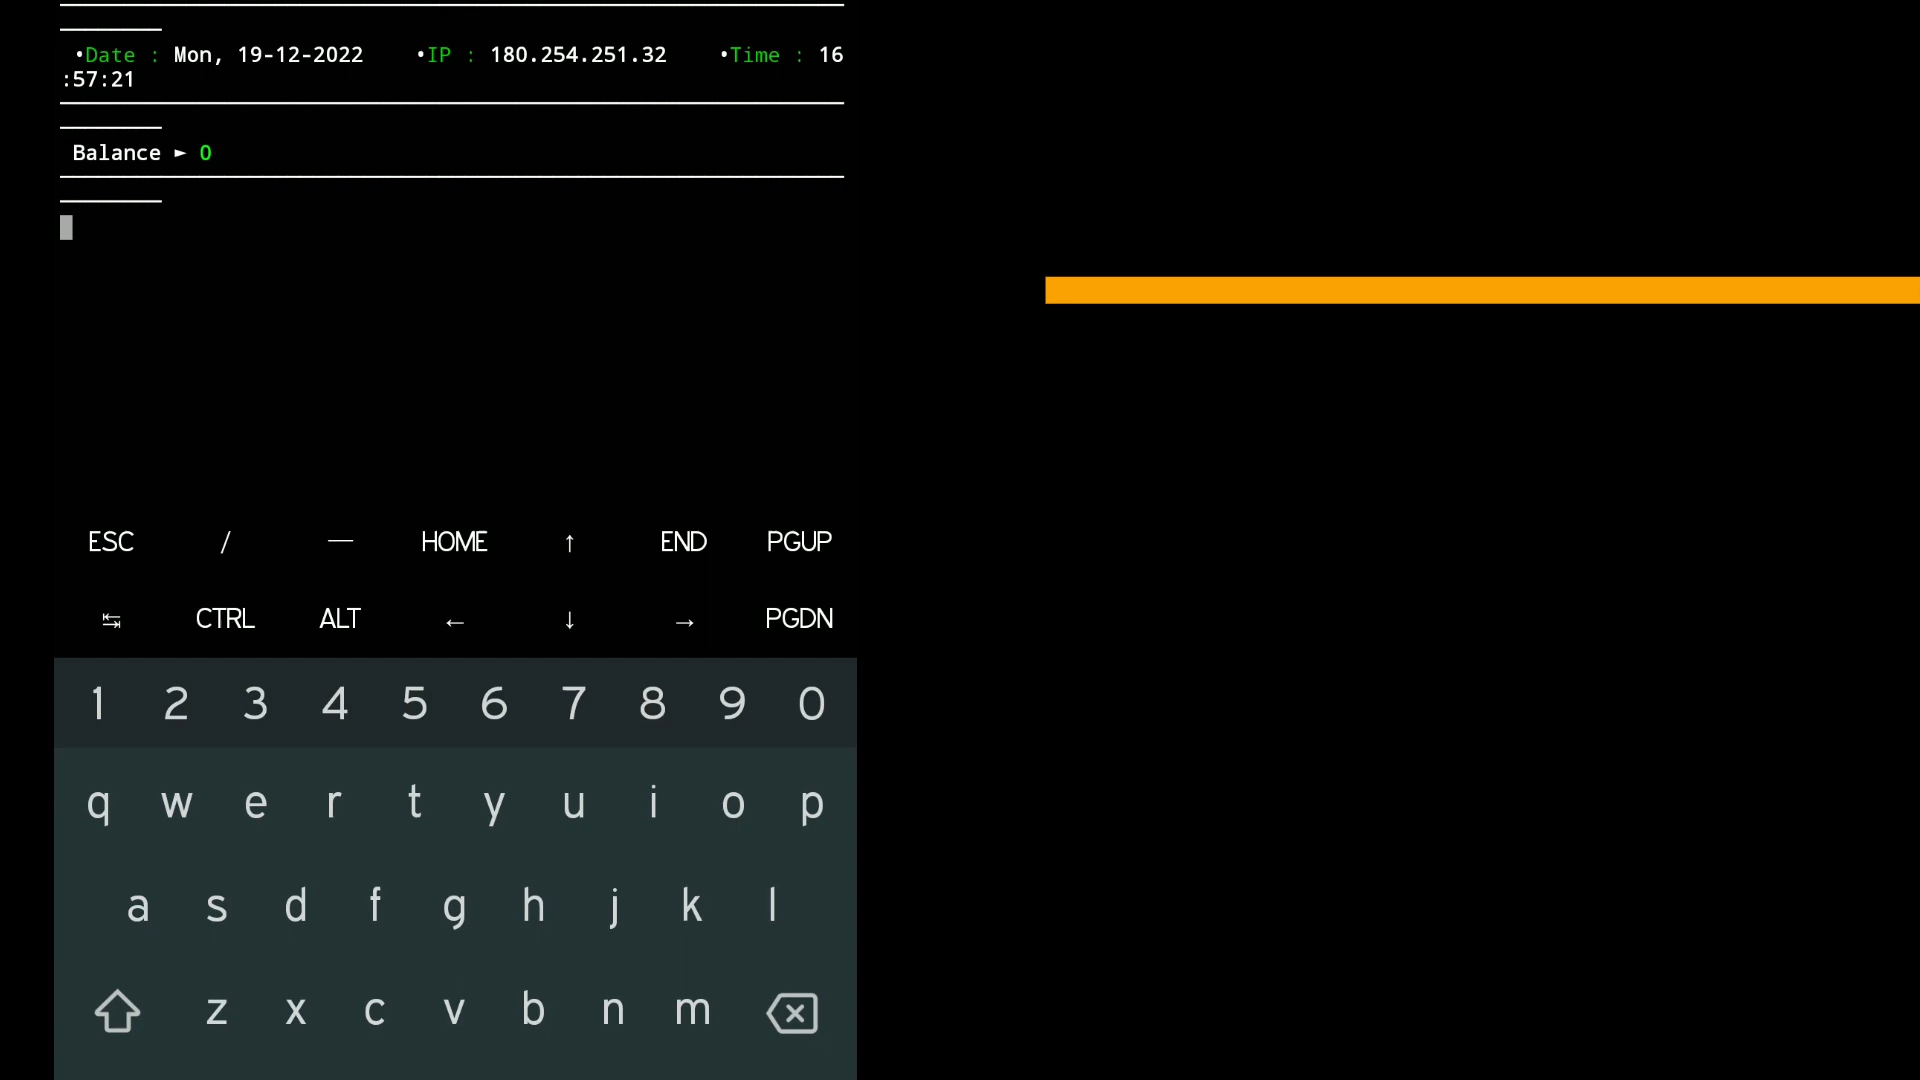 •Date : Mon, 19-12-2022 •IP : 180.254.251.32 •Time : 16
:57:21
Balance ► 0
ESC / — HOME ↑ END PGUP
↹ CTRL ALT ← ↓ → PGDN
1 2 3 4 5 6 7 8 9 0
q w e r t y u i o p
a s d f g h j k l
z x c v b n m